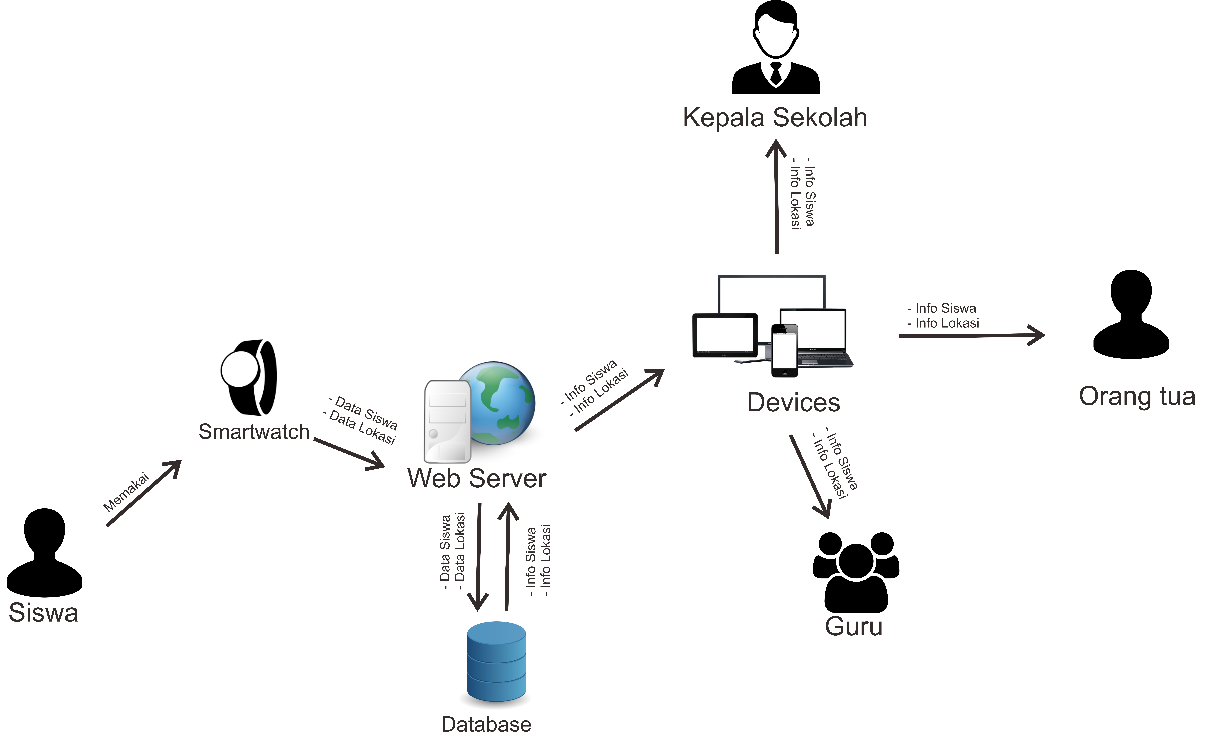 Kepala Sekolah
- Info Siswa
- Info Lokasi
- Info Siswa
- Info Lokasi
Orang tua
Devices
- Info Siswa
- Info Lokasi
Guru
- Info Siswa
- Info Lokasi
Smartwatch
- Data Siswa
- Data Lokasi
Web Server
Memakai
Siswa
- Data Siswa
- Data Lokasi
- Info Siswa
- Info Lokasi
Database